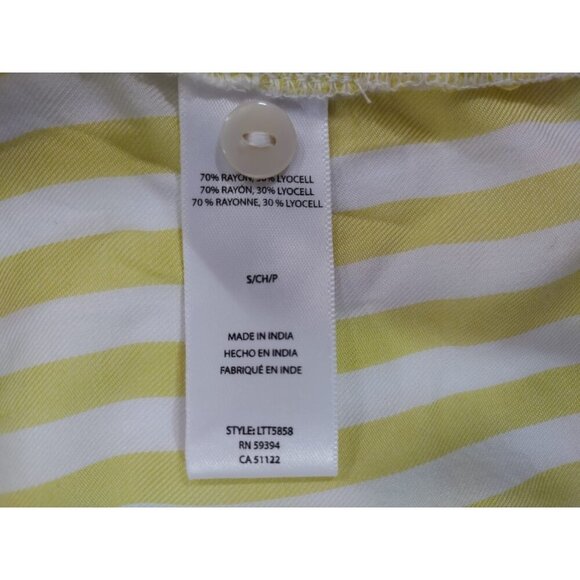 70% RAYON, 30% LYOCELL
70% RAYÓN, 30% LYOCELL
70 % RAYONNE, 30 % LYOCELL
S/CH/P
MADE IN INDIA
HECHO EN INDIA
FABRIQUÉ EN INDE
STYLE: LTT5858
RN 59394
CA 51122